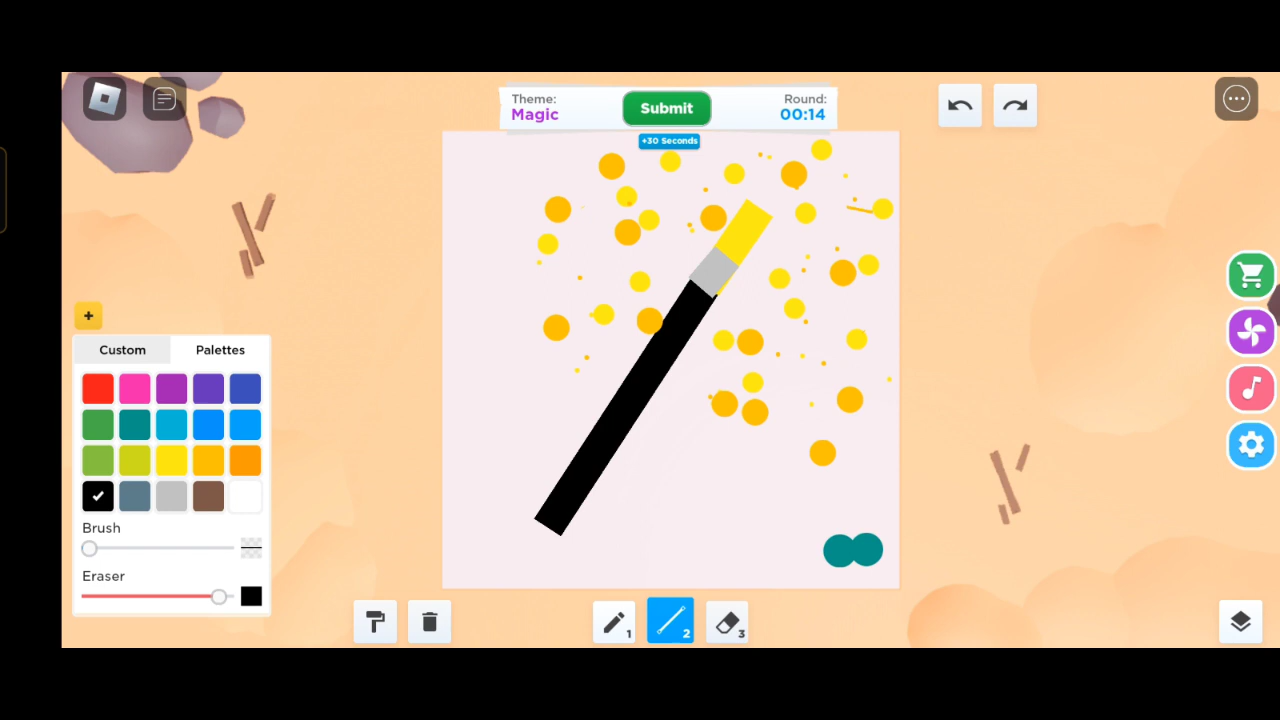 Theme:
Magic
Submit
Round:
00:14
+30 Seconds
+
Custom
Palettes
Brush
Eraser
1
2
3